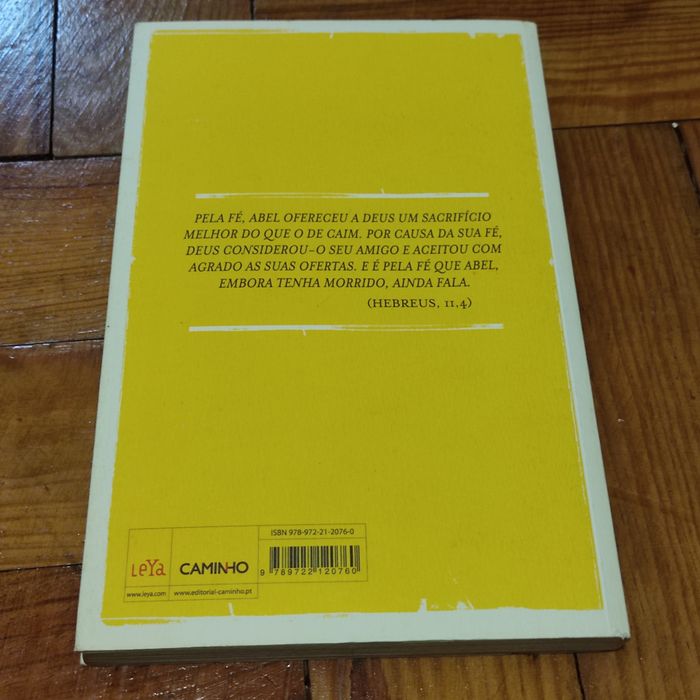 PELA FÉ, ABEL OFERECEU A DEUS UM SACRIFÍCIO
MELHOR DO QUE O DE CAIM. POR CAUSA DA SUA FÉ,
DEUS CONSIDEROU-O SEU AMIGO E ACEITOU COM
AGRADO AS SUAS OFERTAS. E É PELA FÉ QUE ABEL,
EMBORA TENHA MORRIDO, AINDA FALA.
(HEBREUS, 11,4)
ISBN 978-972-21-2076-0
LEYA
CAMINHO
9 789722 120760
www.leya.com
www.editorial-caminho.pt